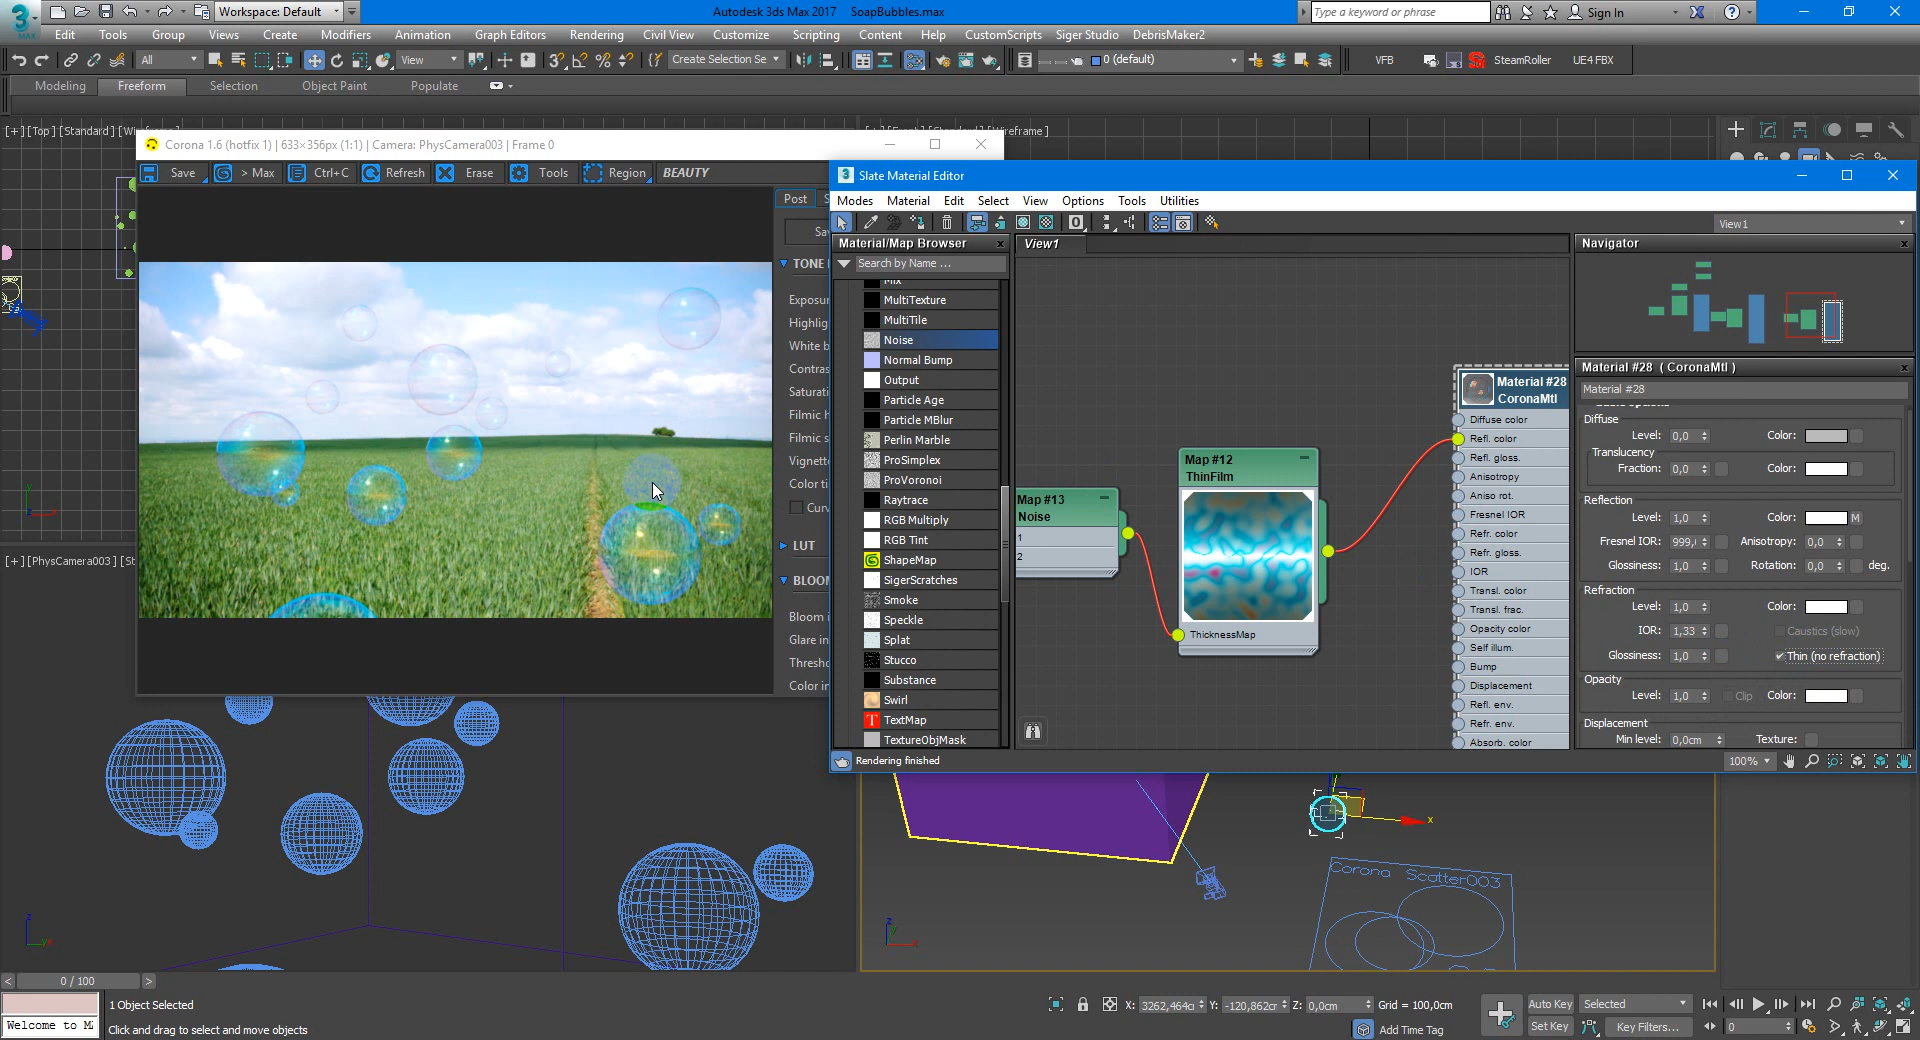 Workspace: Default
Autodesk 3ds Max 2017    SoapBubbles.max
Type a keyword or phrase
Sign In
3
MAX
Edit Tools Group Views Create Modifiers Animation Graph Editors Rendering Civil View Customize Scripting Content Help CustomScripts Siger Studio DebrisMaker2
All
View
Create Selection Se
0 (default)
VFB
SteamRoller
UE4 FBX
Modeling Freeform Selection Object Paint Populate
[+] [Top] [Standard] [Wireframe]
Wireframe ]
Corona 1.6 (hotfix 1) | 633×356px (1:1) | Camera: PhysCamera003 | Frame 0
Save
> Max
Ctrl+C
Refresh
Erase
Tools
Region
BEAUTY
Post
Sa
TONE
Exposu
Highlig
White b
Contras
Saturati
Filmic h
Filmic s
Vignett
Color ti
Curv
LUT
BLOOM
Bloom i
Glare in
Thresho
Color in
Slate Material Editor
Modes Material Edit Select View Options Tools Utilities
View1
Material/Map Browser
Search by Name ...
Mix
MultiTexture
MultiTile
Noise
Normal Bump
Output
Particle Age
Particle MBlur
Perlin Marble
ProSimplex
ProVoronoi
Raytrace
RGB Multiply
RGB Tint
ShapeMap
SigerScratches
Smoke
Speckle
Splat
Stucco
Substance
Swirl
TextMap
TextureObjMask
Rendering finished
View1
Map #13
Noise
1
2
Map #12
ThinFilm
ThicknessMap
Material #28
CoronaMtl
Diffuse color
Refl. color
Refl. gloss.
Anisotropy
Aniso rot.
Fresnel IOR
Refr. color
Refr. gloss.
IOR
Transl. color
Transl. frac.
Opacity color
Self illum.
Bump
Displacement
Refl. env.
Refr. env.
Absorb. color
Navigator
Material #28 ( CoronaMtl )
Material #28
Diffuse
Level: 0,0 Color:
Translucency
Fraction: 0,0 Color:
Reflection
Level: 1,0 Color: M
Fresnel IOR: 999, Anisotropy: 0,0
Glossiness: 1,0 Rotation: 0,0 deg.
Refraction
Level: 1,0 Color:
IOR: 1,33 Caustics (slow)
Glossiness: 1,0 Thin (no refraction)
Opacity
Level: 1,0 Clip Color:
Displacement
Min level: 0,0cm Texture:
100%
[+] [PhysCamera003 ] [St
x
Corona Scatter003
z
0 / 100
1 Object Selected
Welcome to M
Click and drag to select and move objects
X: 3262,464c Y: -120,862cr Z: 0,0cm Grid = 100,0cm
Add Time Tag
Auto Key
Selected
Set Key
Key Filters...
0